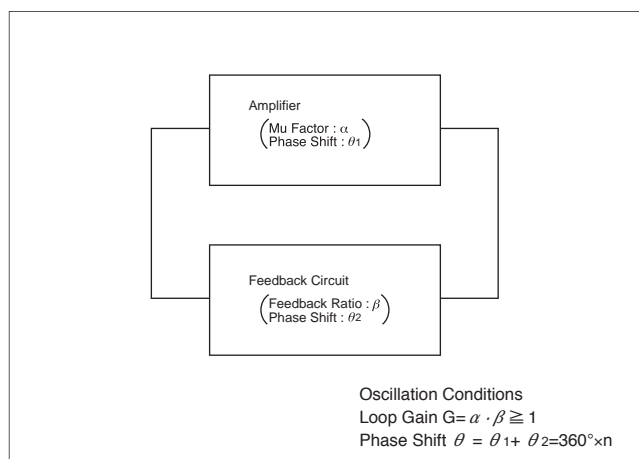 Amplifier
(Mu Factor : α
Phase Shift : θ1)
Feedback Circuit
(Feedback Ratio : β
Phase Shift : θ2)
Oscillation Conditions
Loop Gain G= α · β ≧ 1
Phase Shift θ = θ1+ θ2=360°×n